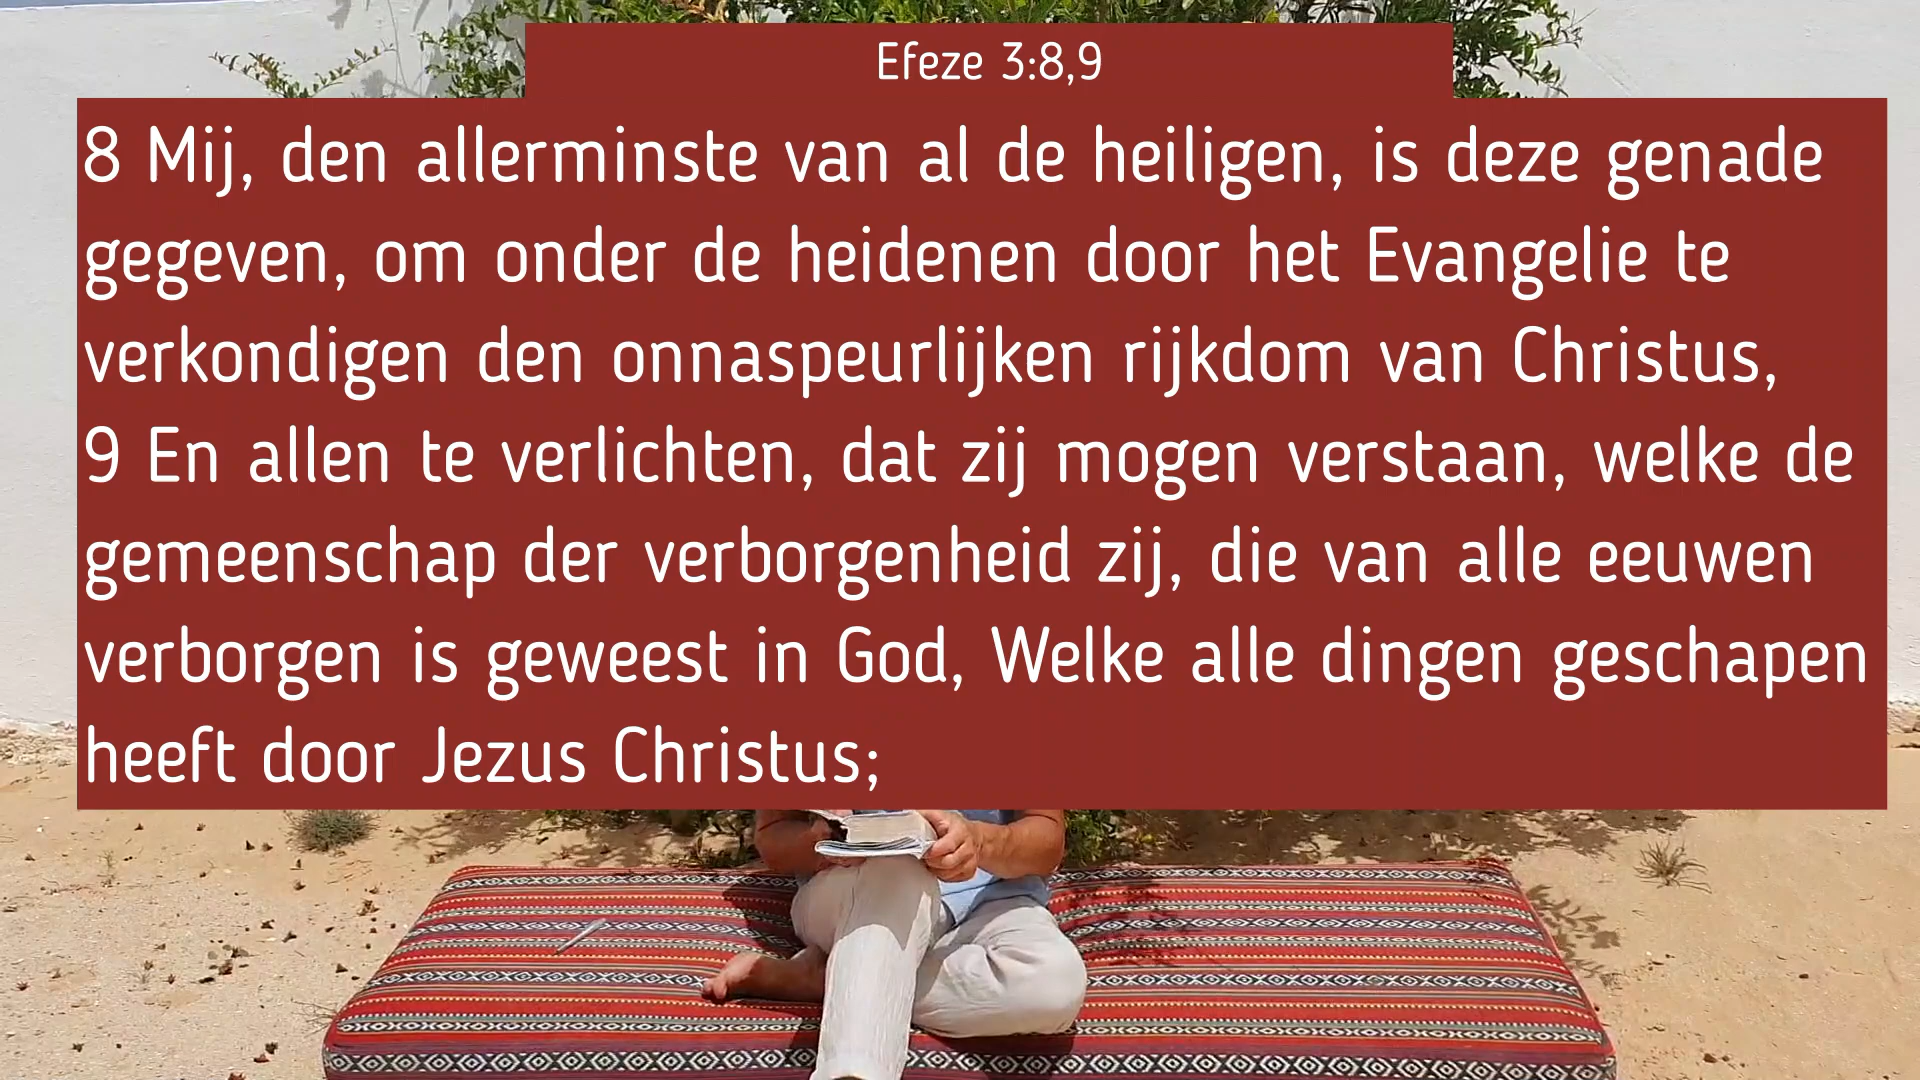 Efeze 3:8,9
8 Mij, den allerminste van al de heiligen, is deze genade
gegeven, om onder de heidenen door het Evangelie te
verkondigen den onnaspeurlijken rijkdom van Christus,
9 En allen te verlichten, dat zij mogen verstaan, welke de
gemeenschap der verborgenheid zij, die van alle eeuwen
verborgen is geweest in God, Welke alle dingen geschapen
heeft door Jezus Christus;